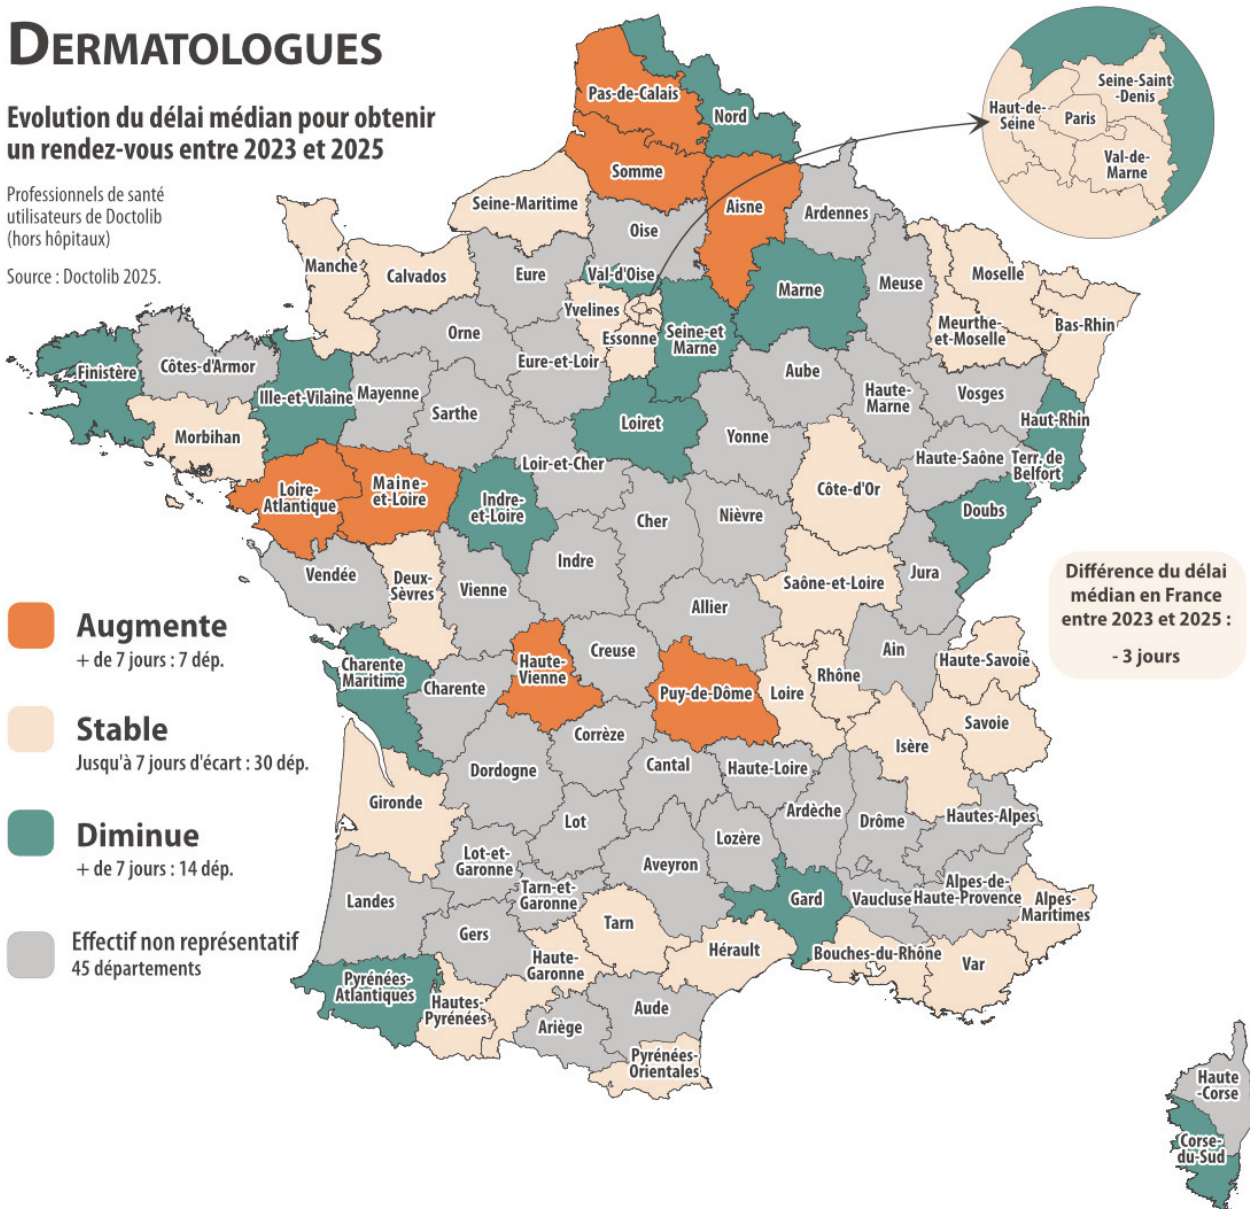 DERMATOLOGUES
Evolution du délai médian pour obtenir
un rendez-vous entre 2023 et 2025
Professionnels de santé
utilisateurs de Doctolib
(hors hôpitaux)
Source : Doctolib 2025.
Haut-de-
Seine
Paris
Seine-Saint
-Denis
Val-de-
Marne
Pas-de-Calais
Nord
Somme
Aisne
Seine-Maritime
Oise
Ardennes
Manche
Calvados
Eure
Val-d'Oise
Marne
Meuse
Moselle
Yvelines
Essonne
Seine-et
Marne
Meurthe-
et-Moselle
Bas-Rhin
Orne
Eure-et-Loir
Aube
Haute-
Marne
Vosges
Haut-Rhin
Finistère
Côtes-d'Armor
Ille-et-Vilaine
Mayenne
Sarthe
Loiret
Yonne
Haute-Saône
Terr. de
Belfort
Morbihan
Loir-et-Cher
Loire-
Atlantique
Maine-
et-Loire
Indre-
et-Loire
Cher
Nièvre
Côte-d'Or
Doubs
Vendée
Deux-
Sèvres
Vienne
Indre
Allier
Saône-et-Loire
Jura
Différence du délai
médian en France
entre 2023 et 2025 :
- 3 jours
Augmente
+ de 7 jours : 7 dép.
Charente
Maritime
Charente
Haute-
Vienne
Creuse
Puy-de-Dôme
Loire
Rhône
Ain
Haute-Savoie
Savoie
Isère
Stable
Jusqu'à 7 jours d'écart : 30 dép.
Gironde
Dordogne
Corrèze
Cantal
Haute-Loire
Ardèche
Drôme
Hautes-Alpes
Diminue
+ de 7 jours : 14 dép.
Lot-et-
Garonne
Lot
Aveyron
Lozère
Landes
Tarn-et-
Garonne
Gard
Vaucluse
Alpes-de-
Haute-Provence
Alpes-
Maritimes
Effectif non représentatif
45 départements
Gers
Tarn
Haute-
Garonne
Hérault
Bouches-du-Rhône
Var
Pyrénées-
Atlantiques
Hautes-
Pyrénées
Ariège
Aude
Pyrénées-
Orientales
Haute
-Corse
Corse-
du-Sud